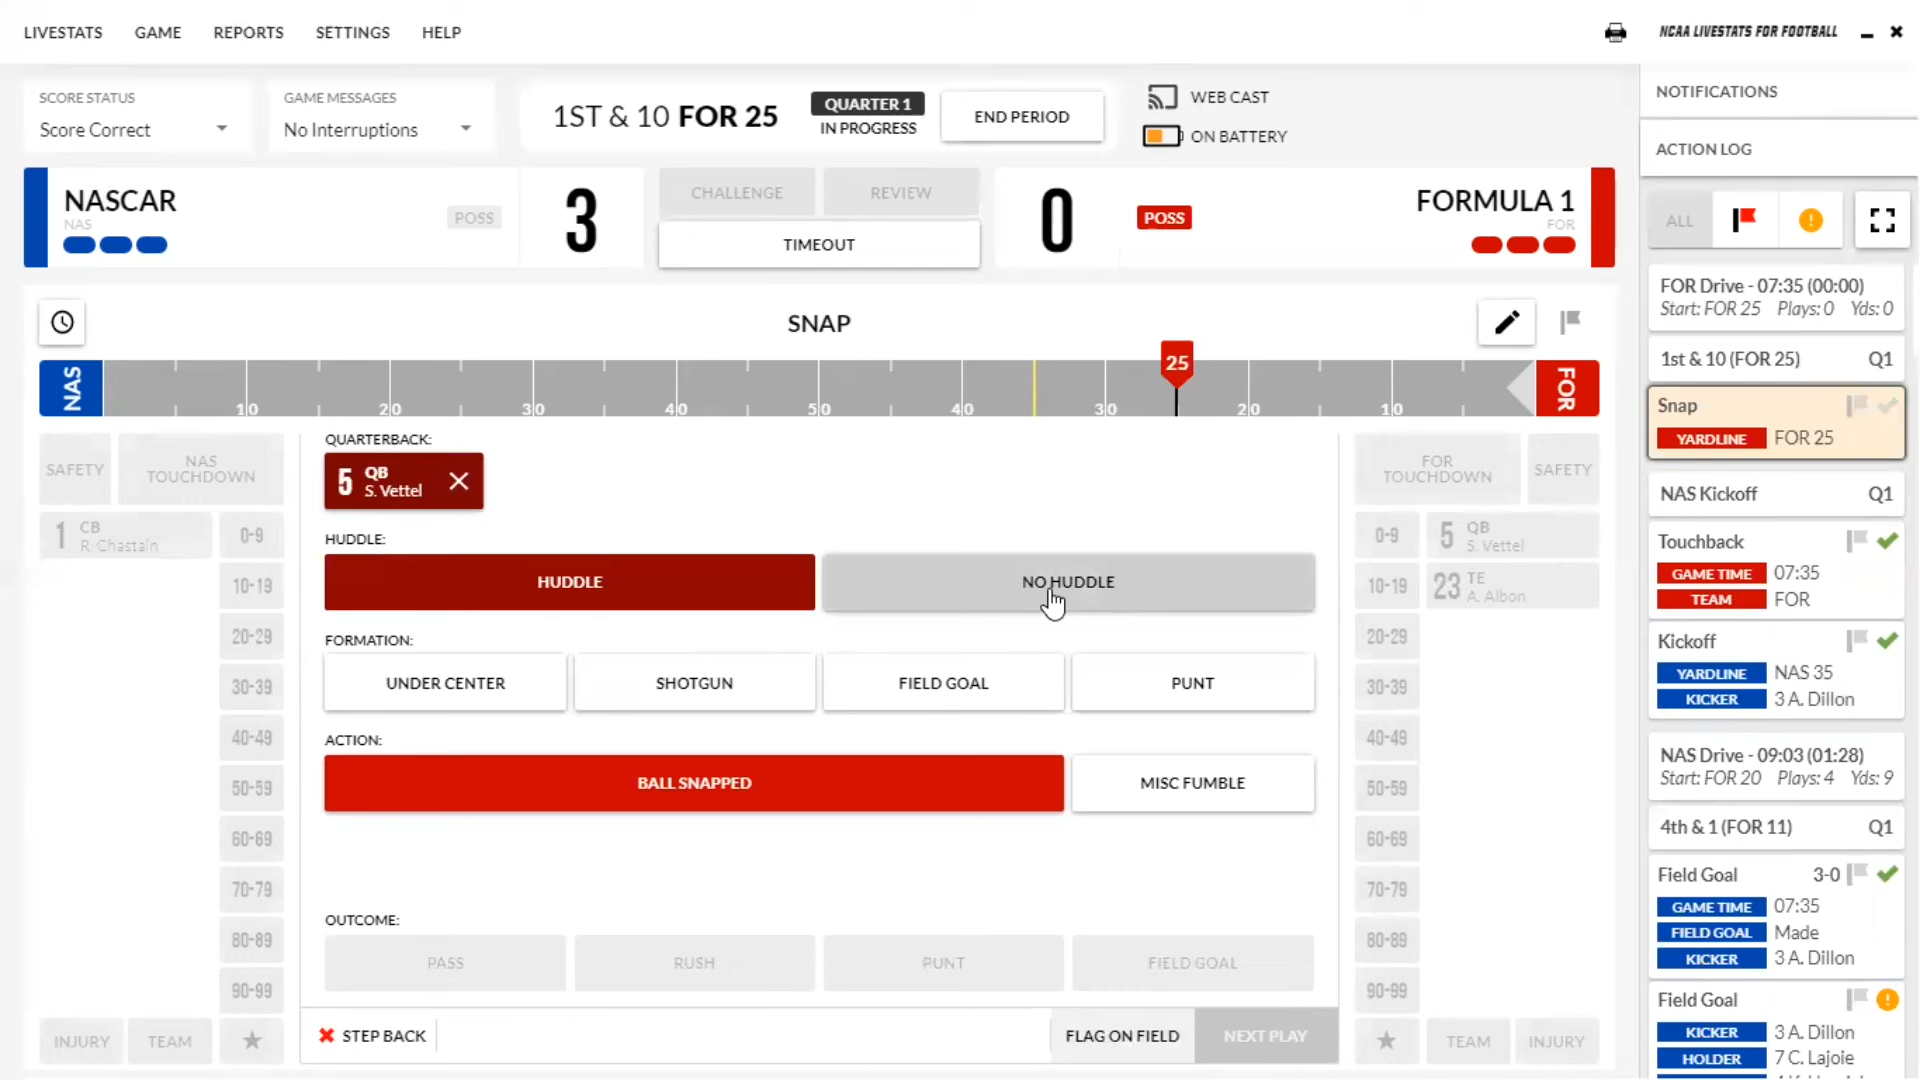 LIVESTATS GAME REPORTS SETTINGS HELP
NCAA LIVESTATS FOR FOOTBALL
SCORE STATUS
Score Correct
GAME MESSAGES
No Interruptions
1ST & 10 FOR 25
QUARTER 1
IN PROGRESS
END PERIOD
WEB CAST
ON BATTERY
NASCAR
NAS
POSS
3
CHALLENGE
REVIEW
TIMEOUT
0
POSS
FORMULA 1
FOR
SNAP
25
NAS
10 20 30 40 50 40 30 20 10
FOR
SAFETY
NAS
TOUCHDOWN
1 CB
R. Chastain
0-9
10-19
20-29
30-39
40-49
50-59
60-69
70-79
80-89
90-99
INJURY
TEAM
QUARTERBACK:
5 QB
S. Vettel
HUDDLE:
HUDDLE
NO HUDDLE
FORMATION:
UNDER CENTER
SHOTGUN
FIELD GOAL
PUNT
ACTION:
BALL SNAPPED
MISC FUMBLE
OUTCOME:
PASS
RUSH
PUNT
FIELD GOAL
STEP BACK
FLAG ON FIELD
NEXT PLAY
FOR
TOUCHDOWN
SAFETY
0-9
10-19
20-29
30-39
40-49
50-59
60-69
70-79
80-89
90-99
5 QB
S. Vettel
23 TE
A. Albon
TEAM
INJURY
NOTIFICATIONS
ACTION LOG
ALL
FOR Drive - 07:35 (00:00)
Start: FOR 25 Plays: 0 Yds: 0
1st & 10 (FOR 25) Q1
Snap
YARDLINE FOR 25
NAS Kickoff Q1
Touchback
GAME TIME 07:35
TEAM FOR
Kickoff
YARDLINE NAS 35
KICKER 3 A. Dillon
NAS Drive - 09:03 (01:28)
Start: FOR 20 Plays: 4 Yds: 9
4th & 1 (FOR 11) Q1
Field Goal 3-0
GAME TIME 07:35
FIELD GOAL Made
KICKER 3 A. Dillon
Field Goal
KICKER 3 A. Dillon
HOLDER 7 C. Lajoie